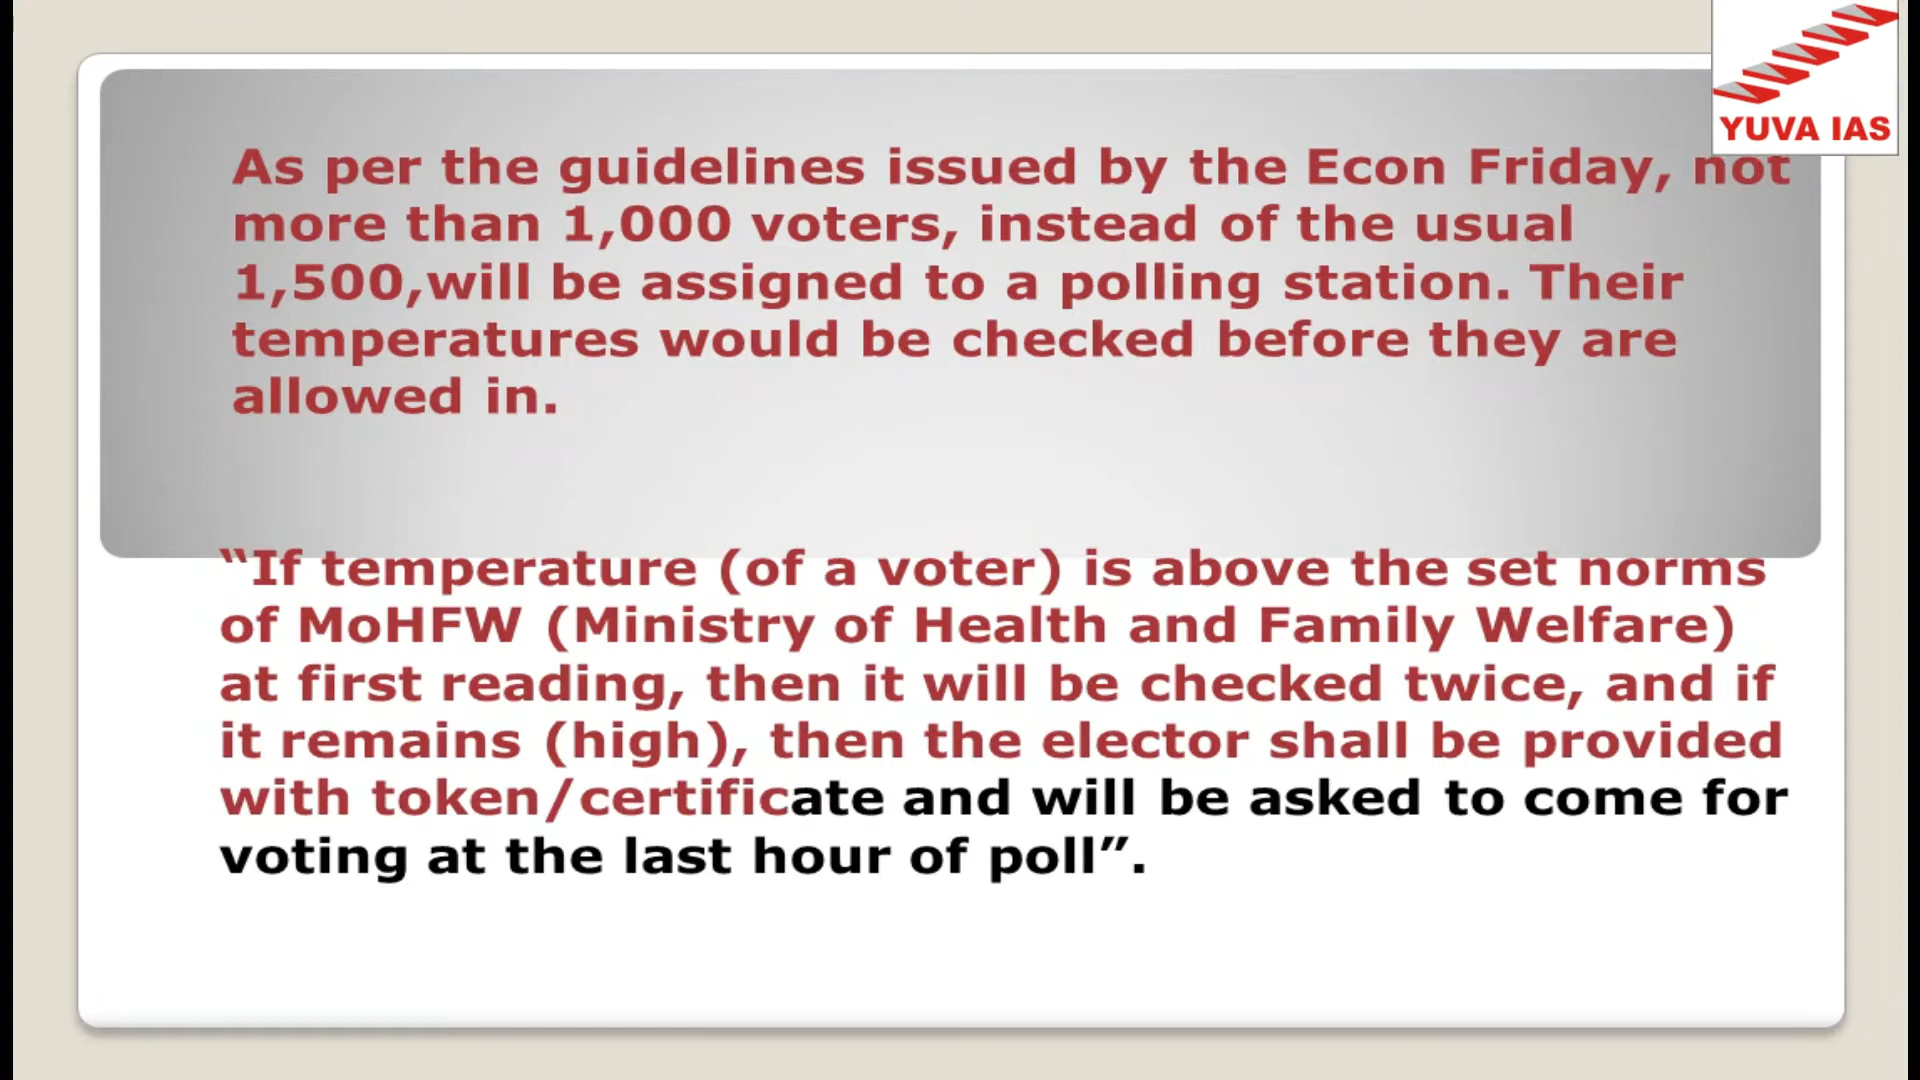 YUVA IAS
As per the guidelines issued by the Econ Friday, not
more than 1,000 voters, instead of the usual
1,500,will be assigned to a polling station. Their
temperatures would be checked before they are
allowed in.
“If temperature (of a voter) is above the set norms
of MoHFW (Ministry of Health and Family Welfare)
at first reading, then it will be checked twice, and if
it remains (high), then the elector shall be provided
with token/certificate and will be asked to come for
voting at the last hour of poll”.